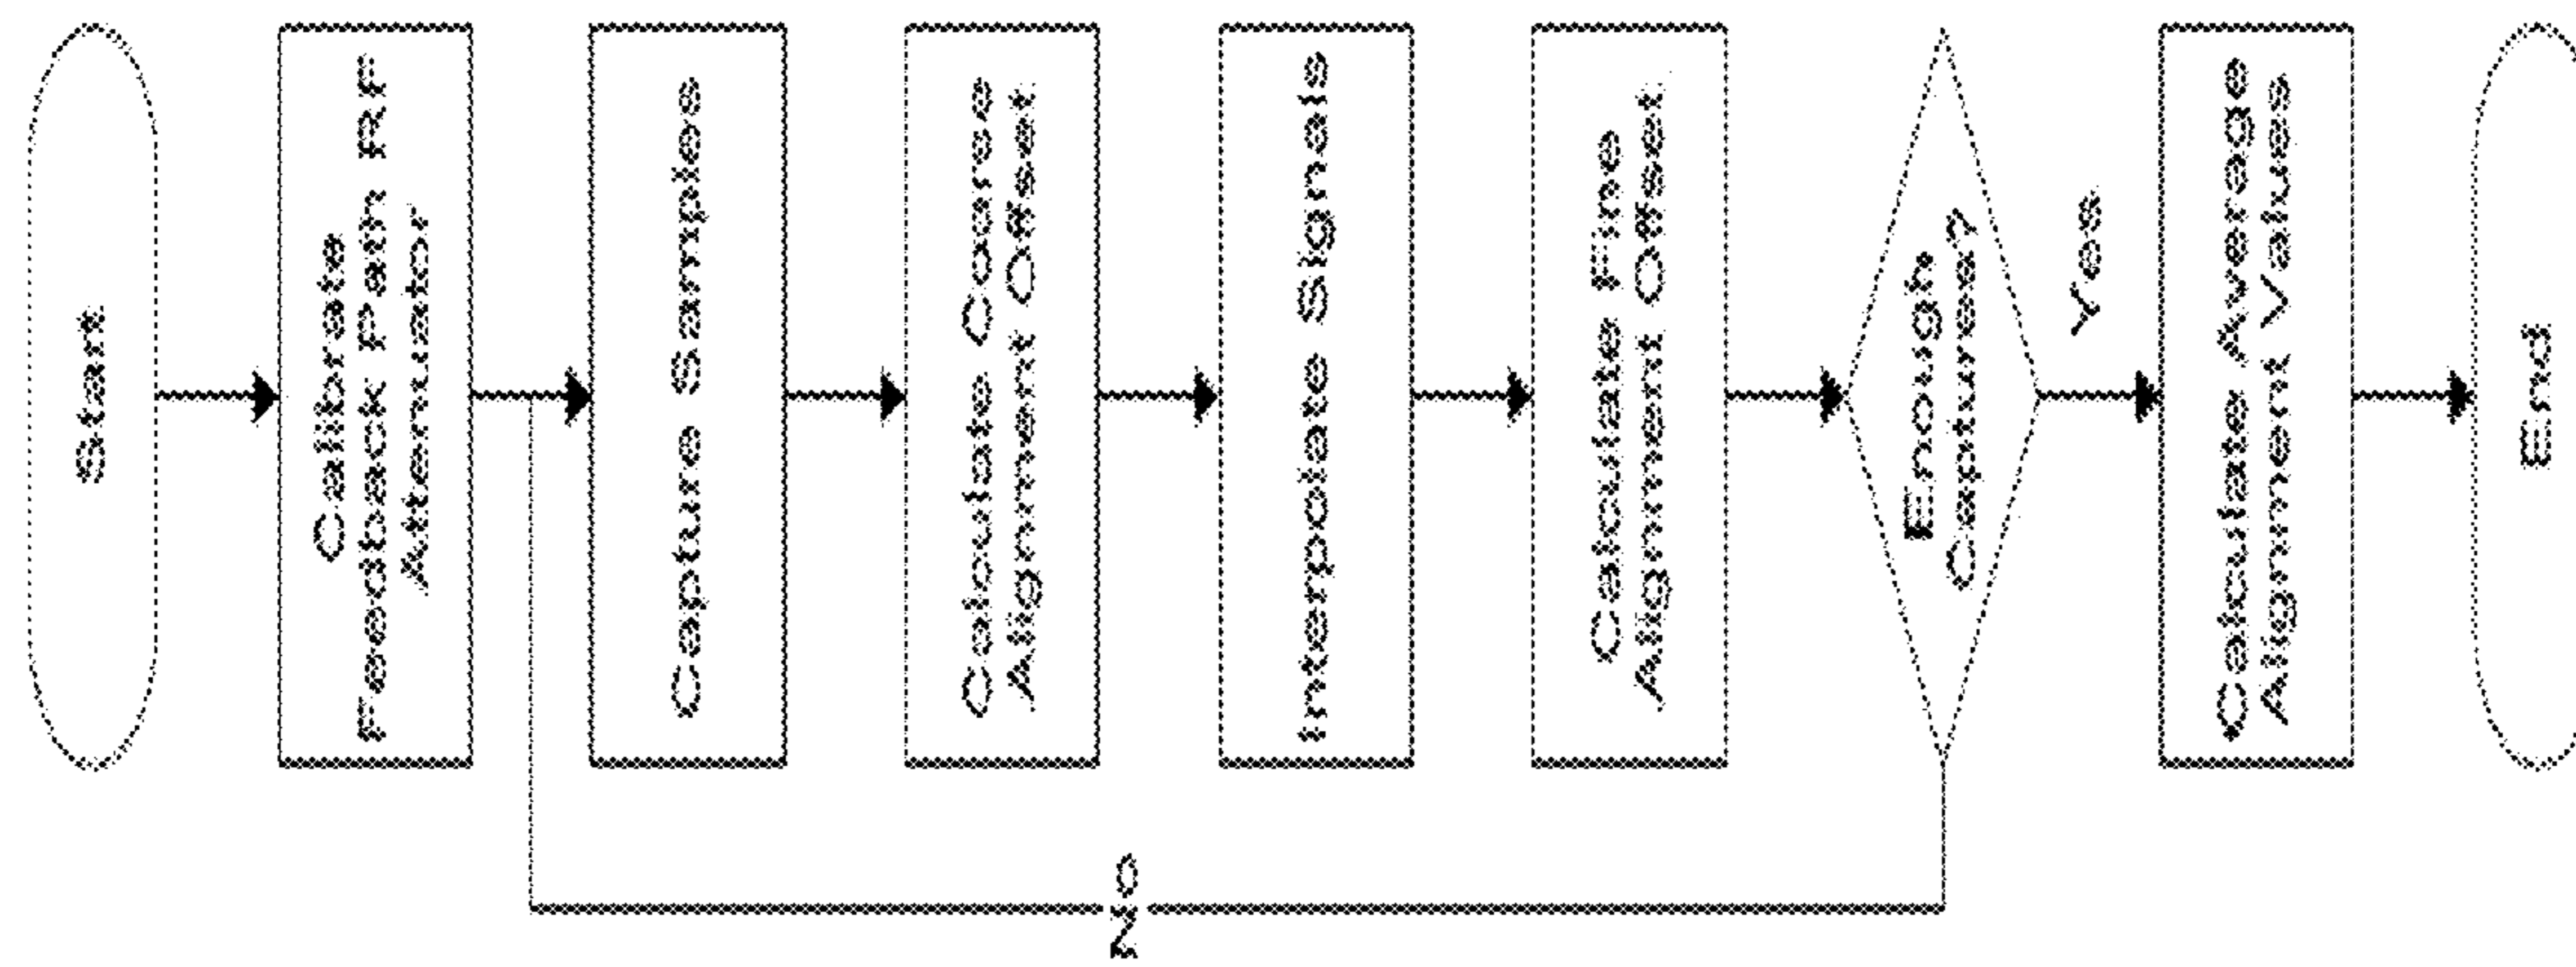 Start
Calibrate
Feedback Path RF
Attenuator
Capture Samples
Calculate Coarse
Alignment Offset
Interpolate Signals
Calculate Fine
Alignment Offset
Enough
Captures?
Yes
No
Calculate Average
Alignment Values
End